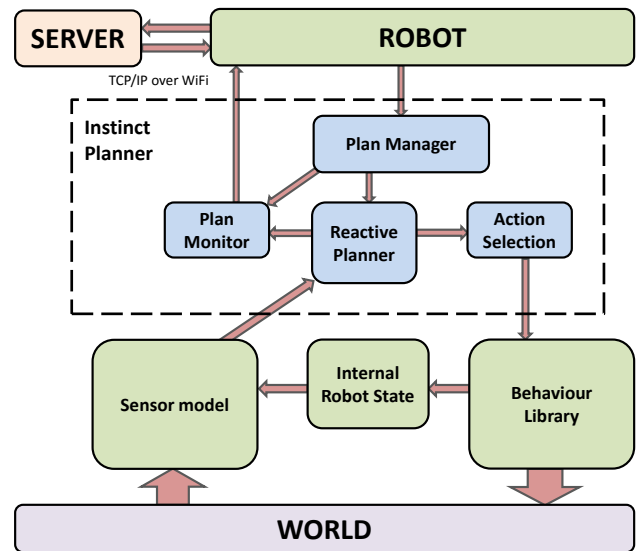 SERVER
ROBOT
TCP/IP over WiFi
Instinct
Planner
Plan Manager
Plan
Monitor
Reactive
Planner
Action
Selection
Sensor model
Internal
Robot State
Behaviour
Library
WORLD